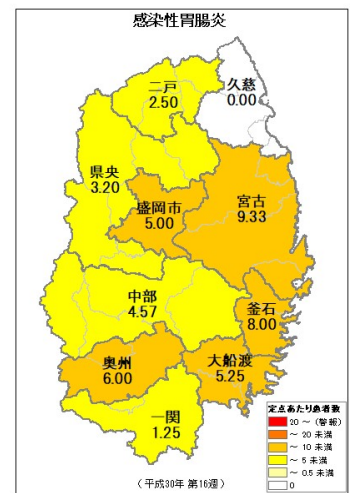 感染性胃腸炎
二戸
2.50
久慈
0.00
県央
3.20
盛岡市
5.00
宮古
9.33
中部
4.57
釜石
8.00
奥州
6.00
大船渡
5.25
一関
1.25
定点あたり患者数
20 ~ (警報)
~ 20 未満
~ 10 未満
~ 5 未満
~ 0.5 未満
0
(平成30年 第16週)